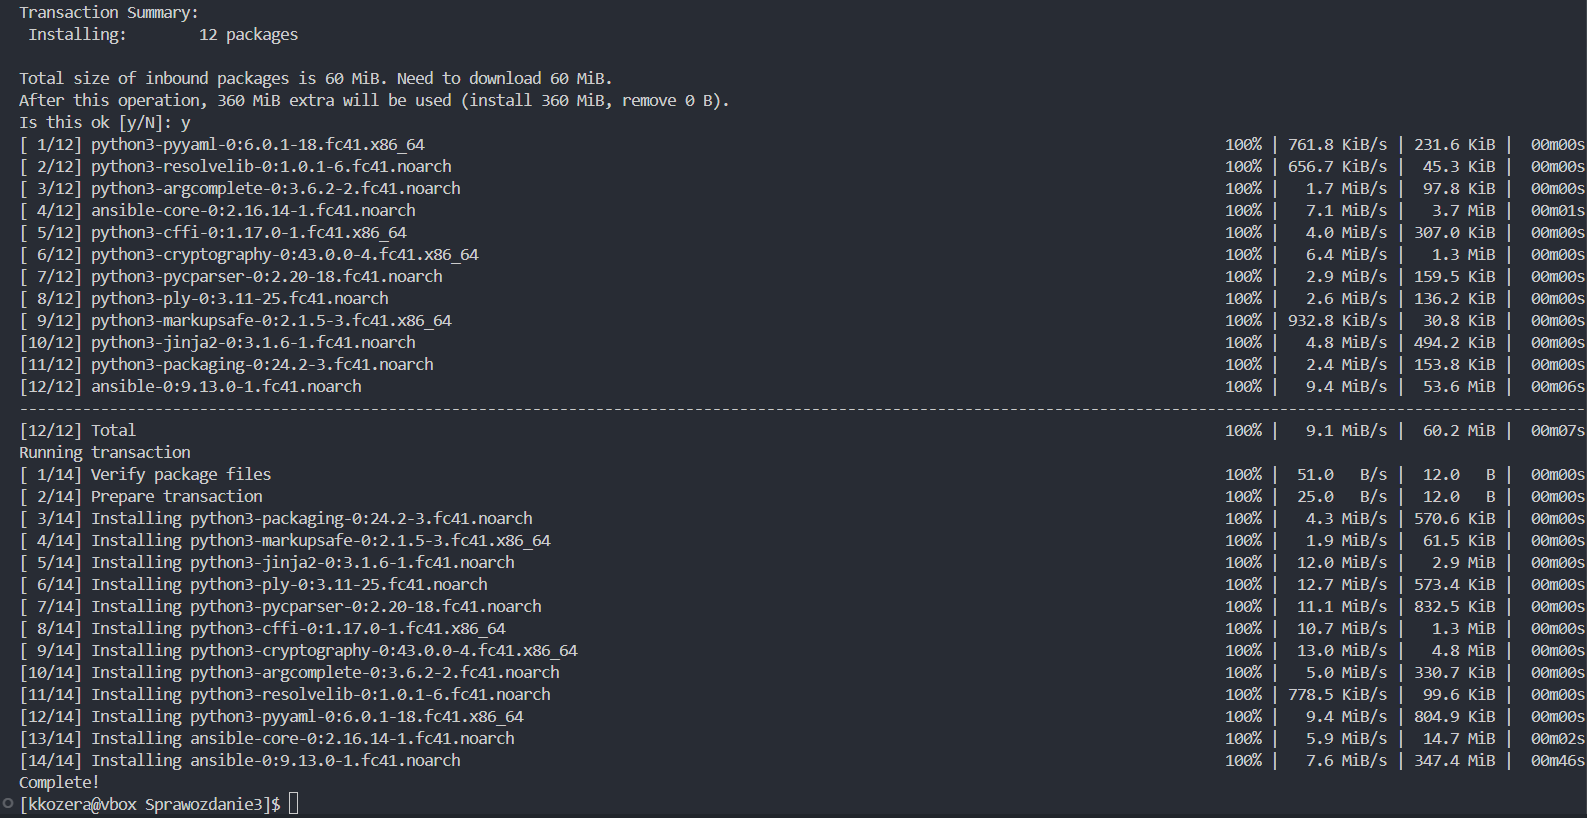 Transaction Summary:
 Installing:        12 packages

Total size of inbound packages is 60 MiB. Need to download 60 MiB.
After this operation, 360 MiB extra will be used (install 360 MiB, remove 0 B).
Is this ok [y/N]: y
[ 1/12] python3-pyyaml-0:6.0.1-18.fc41.x86_64 100% | 761.8 KiB/s | 231.6 KiB | 00m00s
[ 2/12] python3-resolvelib-0:1.0.1-6.fc41.noarch 100% | 656.7 KiB/s | 45.3 KiB | 00m00s
[ 3/12] python3-argcomplete-0:3.6.2-2.fc41.noarch 100% | 1.7 MiB/s | 97.8 KiB | 00m00s
[ 4/12] ansible-core-0:2.16.14-1.fc41.noarch 100% | 7.1 MiB/s | 3.7 MiB | 00m01s
[ 5/12] python3-cffi-0:1.17.0-1.fc41.x86_64 100% | 4.0 MiB/s | 307.0 KiB | 00m00s
[ 6/12] python3-cryptography-0:43.0.0-4.fc41.x86_64 100% | 6.4 MiB/s | 1.3 MiB | 00m00s
[ 7/12] python3-pycparser-0:2.20-18.fc41.noarch 100% | 2.9 MiB/s | 159.5 KiB | 00m00s
[ 8/12] python3-ply-0:3.11-25.fc41.noarch 100% | 2.6 MiB/s | 136.2 KiB | 00m00s
[ 9/12] python3-markupsafe-0:2.1.5-3.fc41.x86_64 100% | 932.8 KiB/s | 30.8 KiB | 00m00s
[10/12] python3-jinja2-0:3.1.6-1.fc41.noarch 100% | 4.8 MiB/s | 494.2 KiB | 00m00s
[11/12] python3-packaging-0:24.2-3.fc41.noarch 100% | 2.4 MiB/s | 153.8 KiB | 00m00s
[12/12] ansible-0:9.13.0-1.fc41.noarch 100% | 9.4 MiB/s | 53.6 MiB | 00m06s
--------------------------------------------------------------------------------
[12/12] Total 100% | 9.1 MiB/s | 60.2 MiB | 00m07s
Running transaction
[ 1/14] Verify package files 100% | 51.0 B/s | 12.0 B | 00m00s
[ 2/14] Prepare transaction 100% | 25.0 B/s | 12.0 B | 00m00s
[ 3/14] Installing python3-packaging-0:24.2-3.fc41.noarch 100% | 4.3 MiB/s | 570.6 KiB | 00m00s
[ 4/14] Installing python3-markupsafe-0:2.1.5-3.fc41.x86_64 100% | 1.9 MiB/s | 61.5 KiB | 00m00s
[ 5/14] Installing python3-jinja2-0:3.1.6-1.fc41.noarch 100% | 12.0 MiB/s | 2.9 MiB | 00m00s
[ 6/14] Installing python3-ply-0:3.11-25.fc41.noarch 100% | 12.7 MiB/s | 573.4 KiB | 00m00s
[ 7/14] Installing python3-pycparser-0:2.20-18.fc41.noarch 100% | 11.1 MiB/s | 832.5 KiB | 00m00s
[ 8/14] Installing python3-cffi-0:1.17.0-1.fc41.x86_64 100% | 10.7 MiB/s | 1.3 MiB | 00m00s
[ 9/14] Installing python3-cryptography-0:43.0.0-4.fc41.x86_64 100% | 13.0 MiB/s | 4.8 MiB | 00m00s
[10/14] Installing python3-argcomplete-0:3.6.2-2.fc41.noarch 100% | 5.0 MiB/s | 330.7 KiB | 00m00s
[11/14] Installing python3-resolvelib-0:1.0.1-6.fc41.noarch 100% | 778.5 KiB/s | 99.6 KiB | 00m00s
[12/14] Installing python3-pyyaml-0:6.0.1-18.fc41.x86_64 100% | 9.4 MiB/s | 804.9 KiB | 00m00s
[13/14] Installing ansible-core-0:2.16.14-1.fc41.noarch 100% | 5.9 MiB/s | 14.7 MiB | 00m02s
[14/14] Installing ansible-0:9.13.0-1.fc41.noarch 100% | 7.6 MiB/s | 347.4 MiB | 00m46s
Complete!
[kkozera@vbox Sprawozdanie3]$